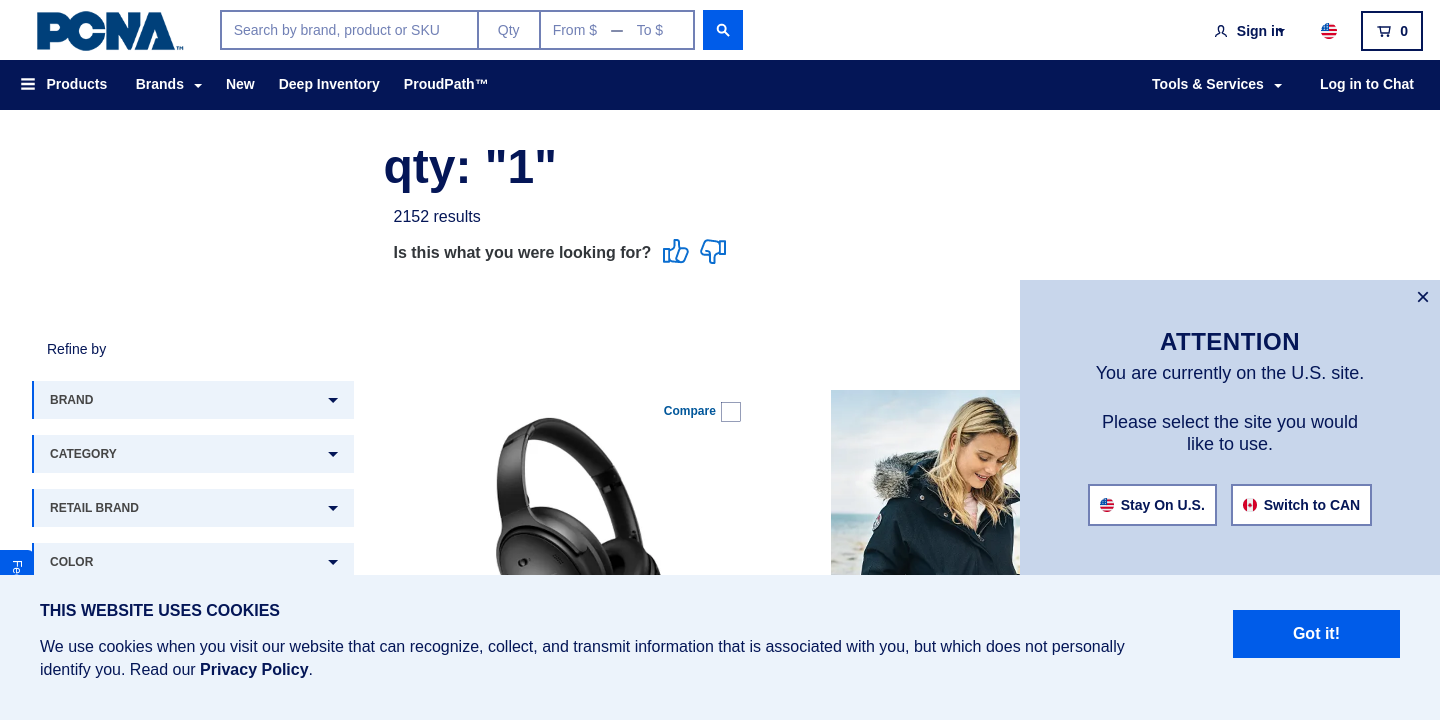 PCNA™
Search by brand, product or SKU
Qty
From $ — To $
Sign in
0
Products
Brands
New
Deep Inventory
ProudPath™
Tools & Services
Log in to Chat
qty: "1"
2152 results
Is this what you were looking for?
×
ATTENTION
You are currently on the U.S. site.
Please select the site you would
like to use.
Stay On U.S.
Switch to CAN
Refine by
BRAND
CATEGORY
RETAIL BRAND
COLOR
Compare
THIS WEBSITE USES COOKIES
We use cookies when you visit our website that can recognize, collect, and transmit information that is associated with you, but which does not personally
identify you. Read our Privacy Policy.
Got it!